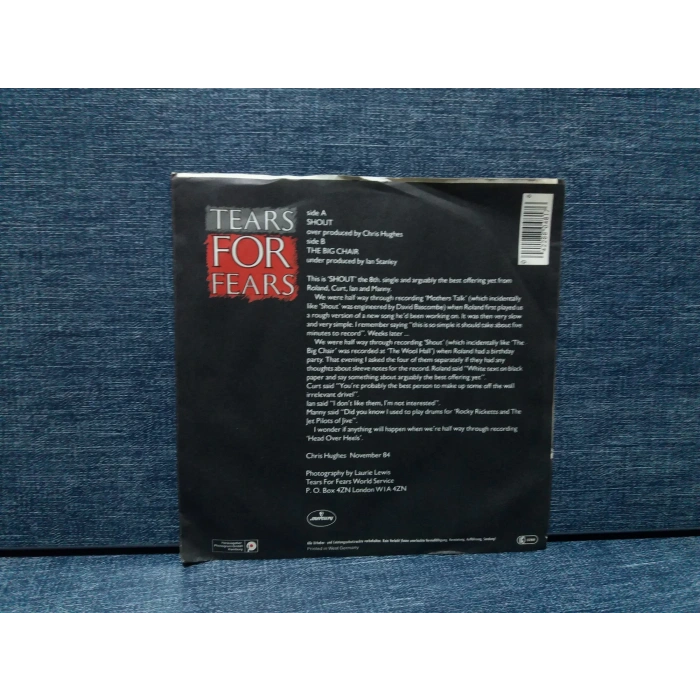 TEARS
FOR
FEARS
side A
SHOUT
over produced by Chris Hughes
side B
THE BIG CHAIR
under produced by Ian Stanley
This is 'SHOUT' the 8th. single and arguably the best offering yet from
Roland, Curt, Ian and Manny.
We were half way through recording 'Mothers Talk' (which incidentally
like 'Shout' was engineered by David Bascombe) when Roland first played us
a rough version of a new song he'd been working on. It was then very slow
and very simple. I remember saying "this is so simple it should take about five
minutes to record". Weeks later ...
We were half way through recording 'Shout' (which incidentally like 'The
Big Chair' was recorded at 'The Wool Hall') when Roland had a birthday
party. That evening I asked the four of them separately if they had any
thoughts about sleeve notes for the record. Roland said "White text on black
paper and say something about arguably the best offering yet".
Curt said "You're probably the best person to make up some off the wall
irrelevant drivel".
Ian said "I don't like them, I'm not interested".
Manny said "Did you know I used to play drums for 'Rocky Ricketts and The
Jet Pilots of Jive".
I wonder if anything will happen when we're half way through recording
'Head Over Heels'.
Chris Hughes November 84
Photography by Laurie Lewis
Tears For Fears World Service
P. O. Box 4ZN London W1A 4ZN
mercury
Printed in West Germany